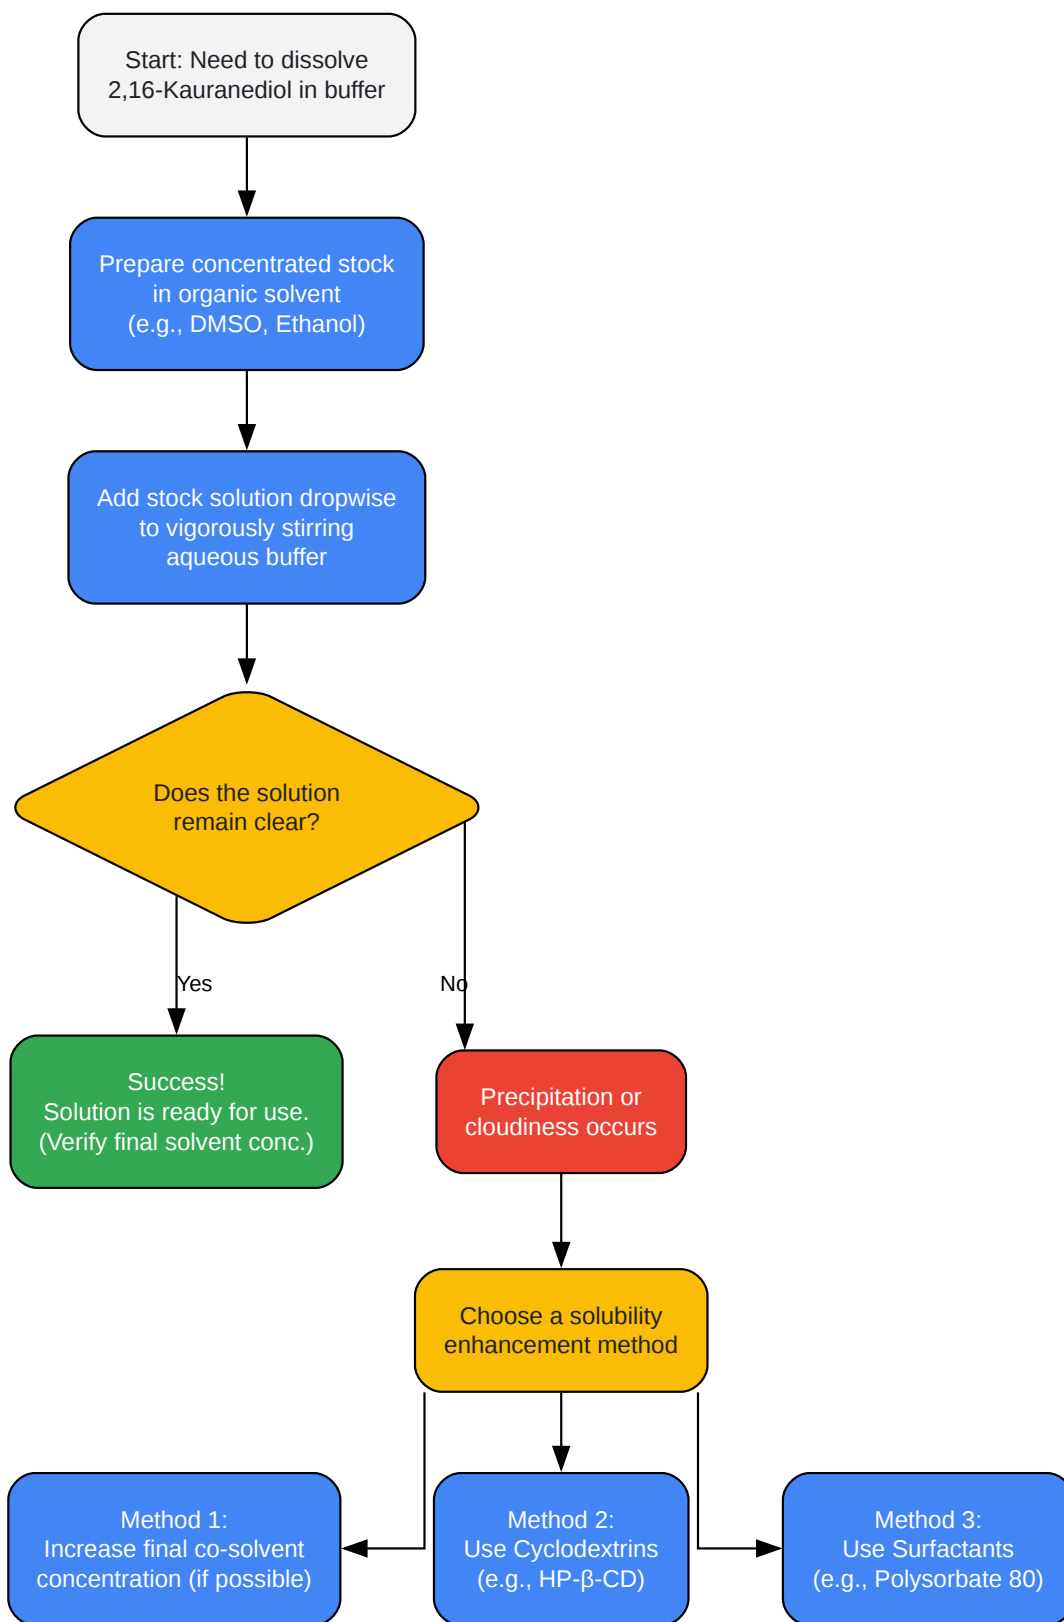 Start: Need to dissolve
2,16-Kauranediol in buffer
Prepare concentrated stock
in organic solvent
(e.g., DMSO, Ethanol)
Add stock solution dropwise
to vigorously stirring
aqueous buffer
Does the solution
remain clear?
Yes
No
Success!
Solution is ready for use.
(Verify final solvent conc.)
Precipitation or
cloudiness occurs
Choose a solubility
enhancement method
Method 1:
Increase final co-solvent
concentration (if possible)
Method 2:
Use Cyclodextrins
(e.g., HP-β-CD)
Method 3:
Use Surfactants
(e.g., Polysorbate 80)